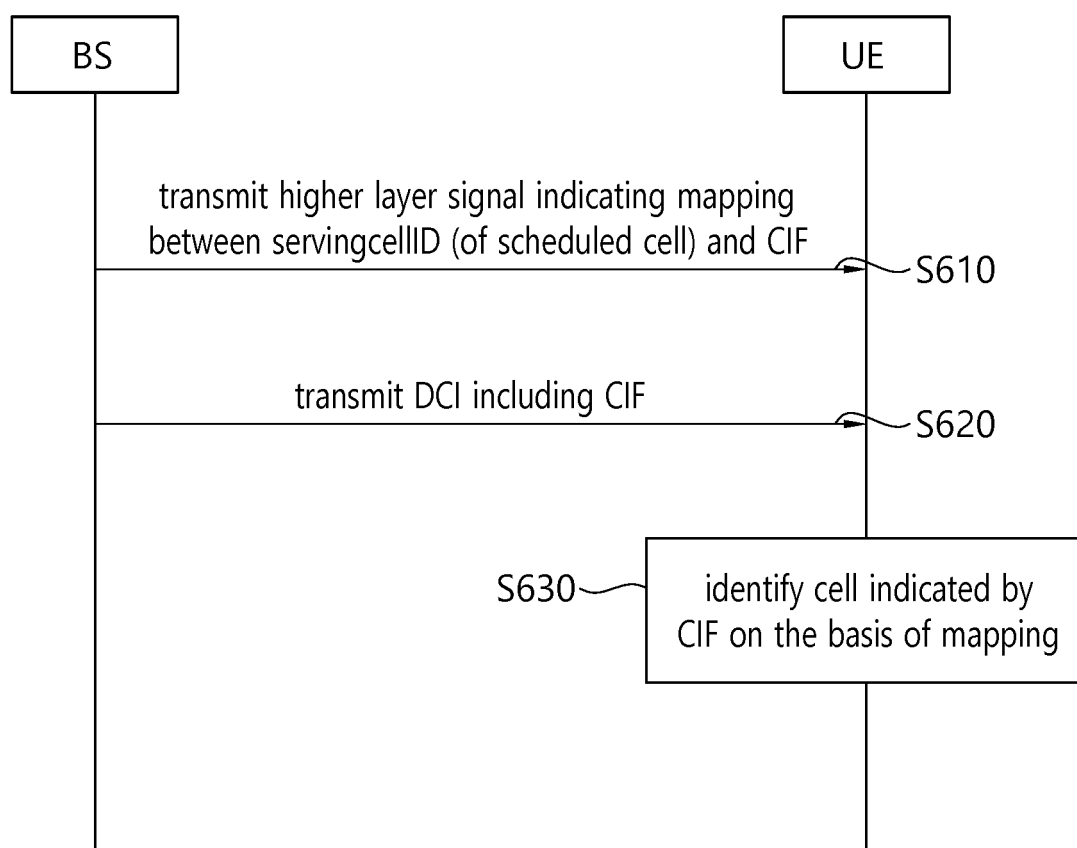 BS
UE
transmit higher layer signal indicating mapping
between servingcellID (of scheduled cell) and CIF
S610
transmit DCI including CIF
S620
S630
identify cell indicated by
CIF on the basis of mapping